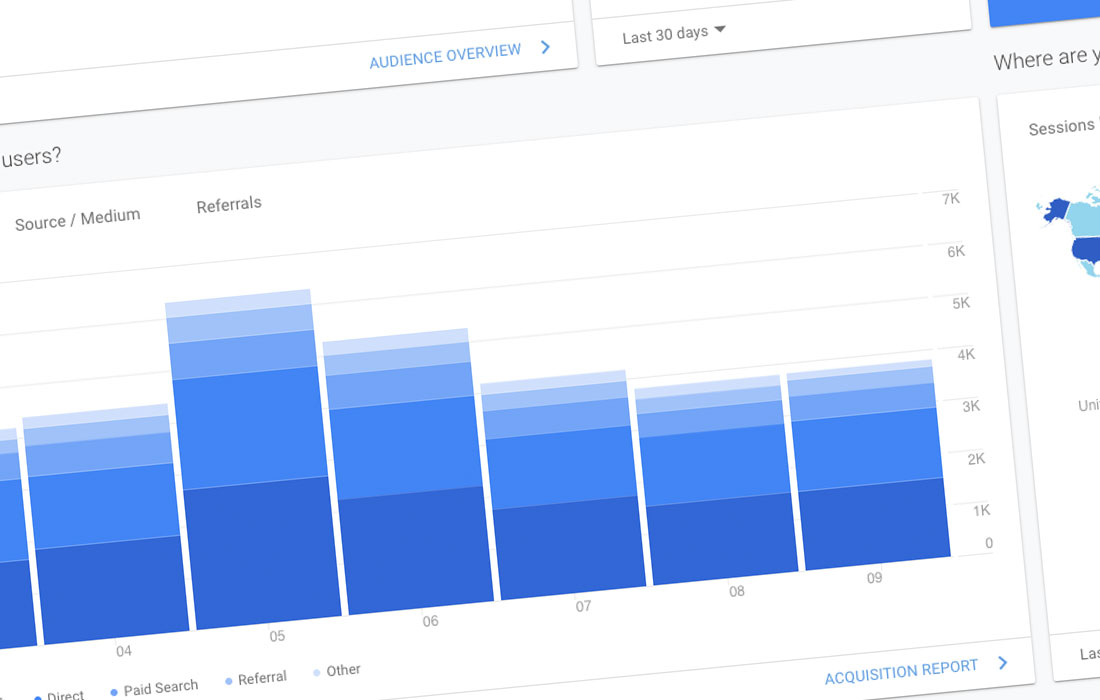 AUDIENCE OVERVIEW
Last 30 days
Where are y
users?
Sessions
Source / Medium
Referrals
7K
6K
5K
4K
3K
2K
1K
0
Uni
04
05
06
07
08
09
Direct
Paid Search
Referral
Other
ACQUISITION REPORT
Las